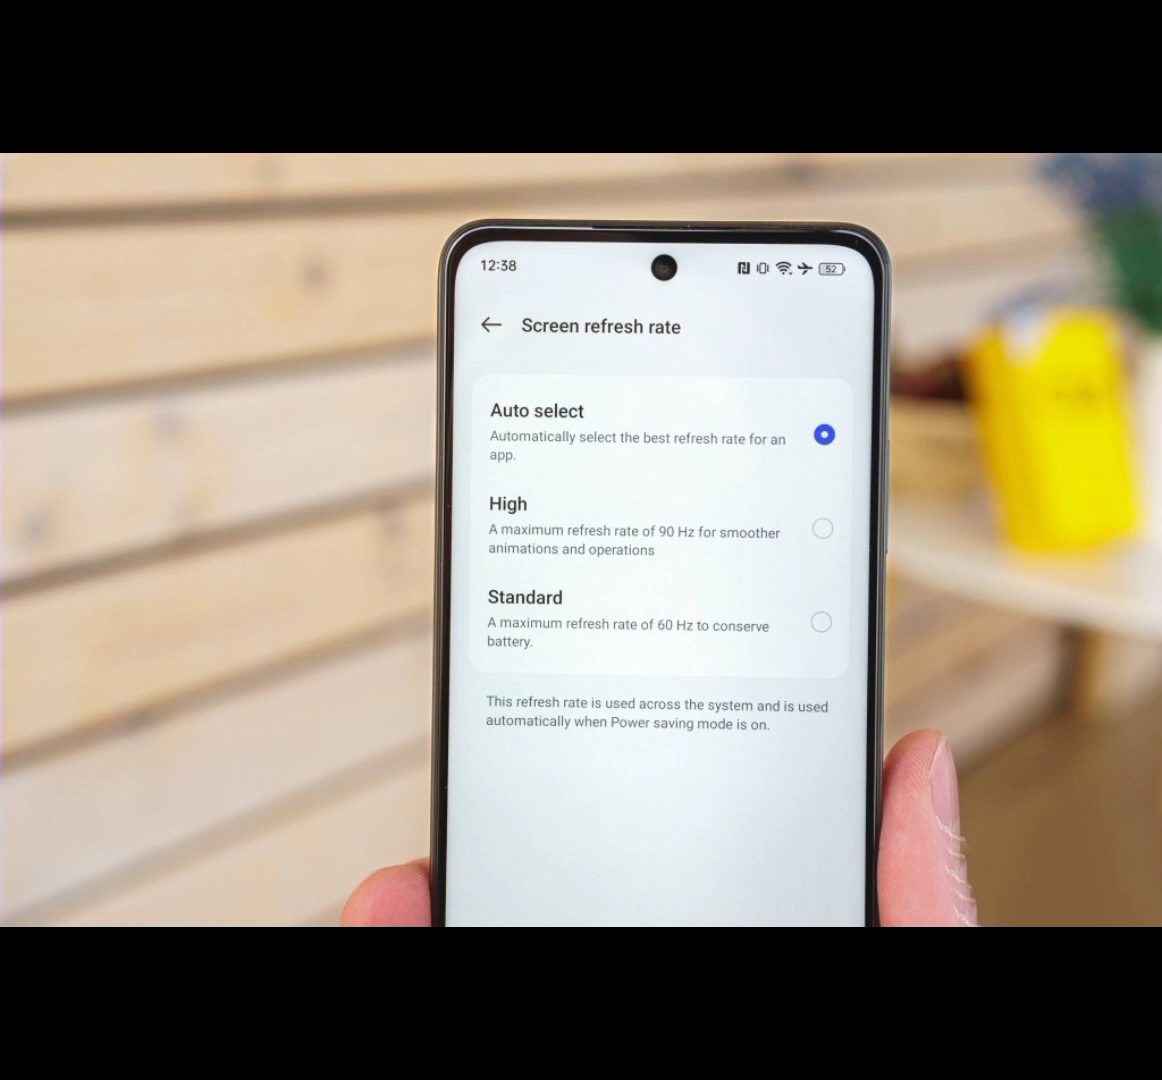 12:38
52
Screen refresh rate
Auto select
Automatically select the best refresh rate for an
app.
High
A maximum refresh rate of 90 Hz for smoother
animations and operations
Standard
A maximum refresh rate of 60 Hz to conserve
battery.
This refresh rate is used across the system and is used
automatically when Power saving mode is on.